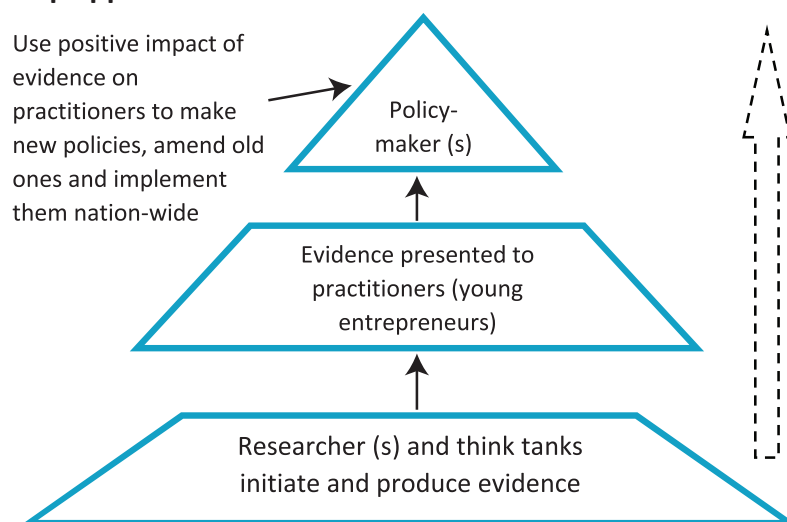 Use positive impact of
evidence on
practitioners to make
new policies, amend old
ones and implement
them nation-wide
Policy-
maker (s)
Evidence presented to
practitioners (young
entrepreneurs)
Researcher (s) and think tanks
initiate and produce evidence